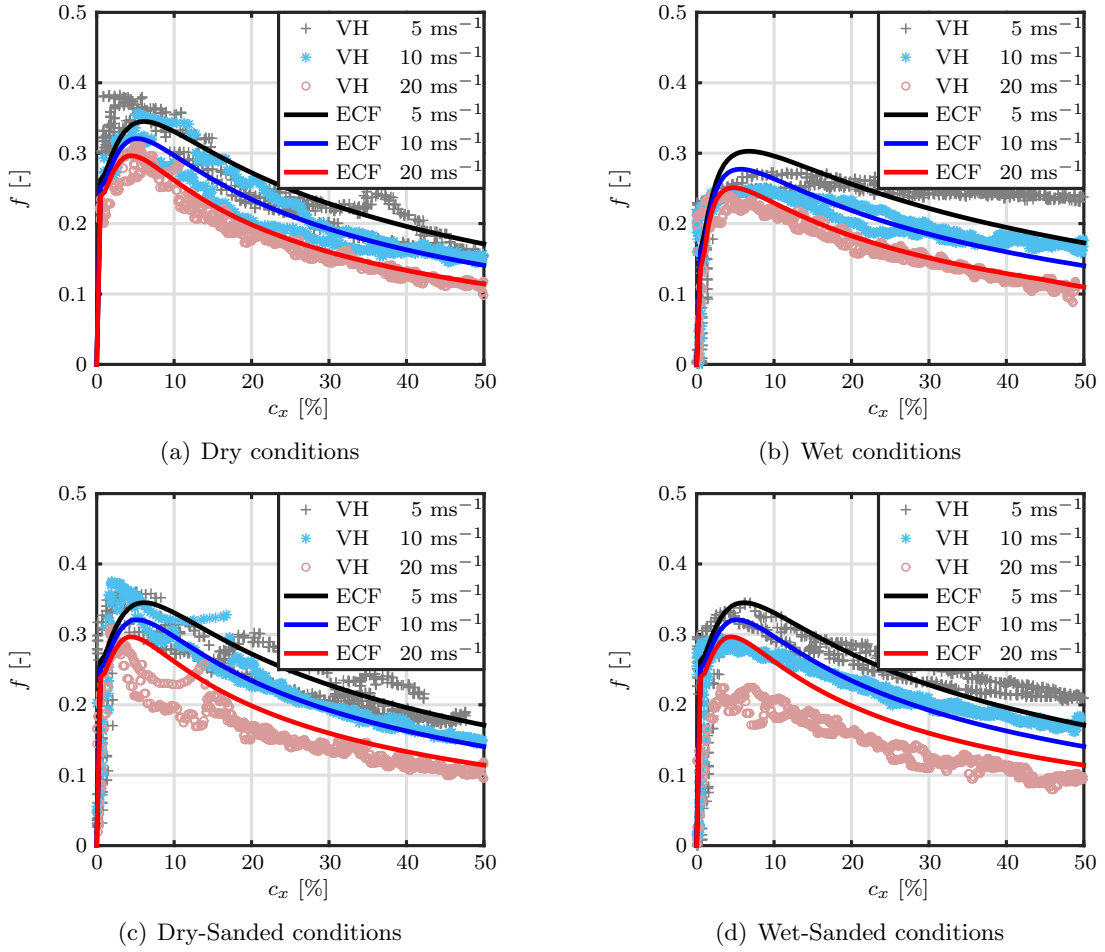 0.5
0.4
0.3
0.2
0.1
0
f [-]
VH 5 ms⁻¹
VH 10 ms⁻¹
VH 20 ms⁻¹
ECF 5 ms⁻¹
ECF 10 ms⁻¹
ECF 20 ms⁻¹
0 10 20 30 40 50
cₓ [%]
(a) Dry conditions
0.5
0.4
0.3
0.2
0.1
0
f [-]
VH 5 ms⁻¹
VH 10 ms⁻¹
VH 20 ms⁻¹
ECF 5 ms⁻¹
ECF 10 ms⁻¹
ECF 20 ms⁻¹
0 10 20 30 40 50
cₓ [%]
(b) Wet conditions
0.5
0.4
0.3
0.2
0.1
0
f [-]
VH 5 ms⁻¹
VH 10 ms⁻¹
VH 20 ms⁻¹
ECF 5 ms⁻¹
ECF 10 ms⁻¹
ECF 20 ms⁻¹
0 10 20 30 40 50
cₓ [%]
(c) Dry-Sanded conditions
0.5
0.4
0.3
0.2
0.1
0
f [-]
VH 5 ms⁻¹
VH 10 ms⁻¹
VH 20 ms⁻¹
ECF 5 ms⁻¹
ECF 10 ms⁻¹
ECF 20 ms⁻¹
0 10 20 30 40 50
cₓ [%]
(d) Wet-Sanded conditions